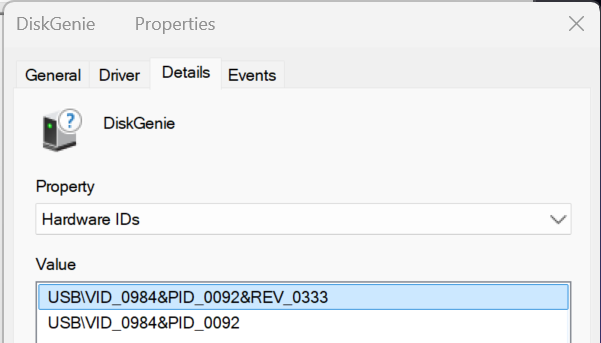 DiskGenie Properties
General Driver Details Events
DiskGenie
Property
Hardware IDs
Value
USB\VID_0984&PID_0092&REV_0333
USB\VID_0984&PID_0092